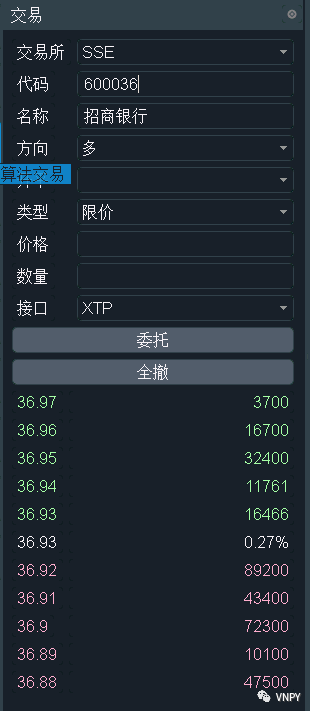 交易
交易所 SSE
代码 600036
名称 招商银行
方向 多
算法交易
类型 限价
价格
数量
接口 XTP
委托
全撤
36.97 3700
36.96 16700
36.95 32400
36.94 11761
36.93 16466
36.93 0.27%
36.92 89200
36.91 43400
36.9 72300
36.89 10100
36.88 47500
VNPY